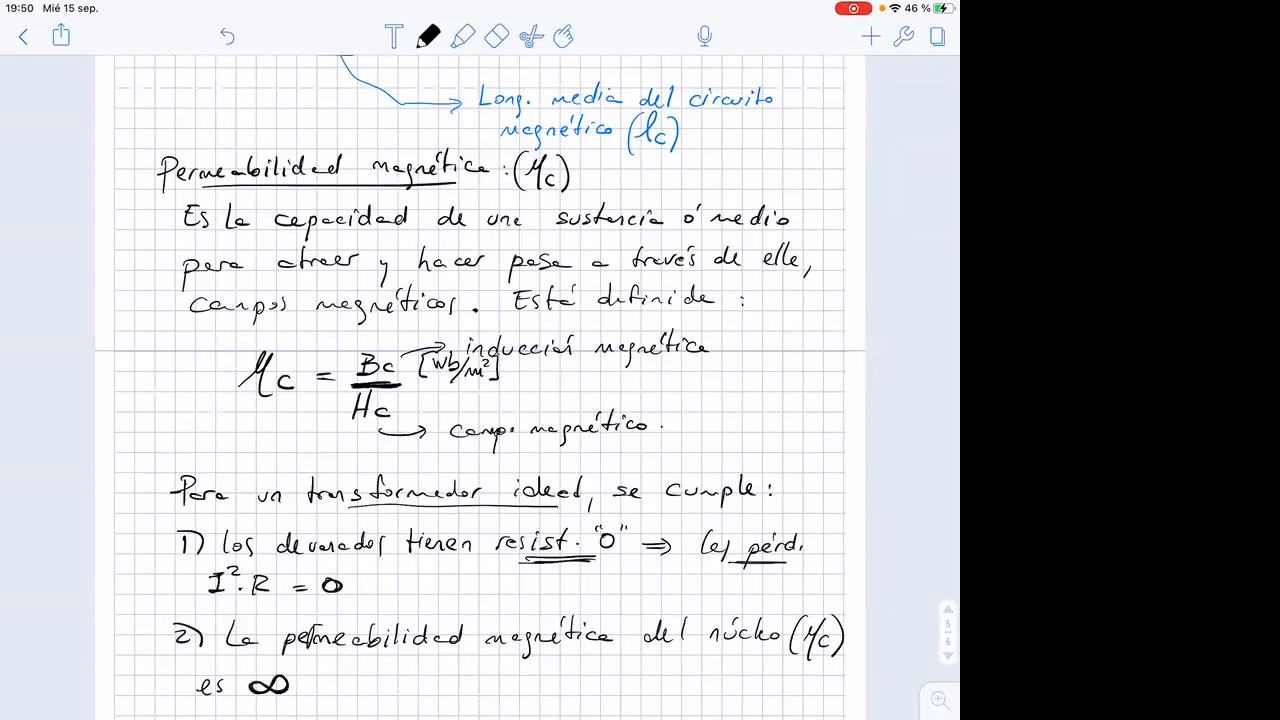 19:50 Mié 15 sep.
46 %
T
Long. media del circuito
magnético (lc)
Permeabilidad magnética: (μc)
Es la capacidad de una sustancia ó medio
para atraer y hacer pasa a través de ella,
campos magnéticos. Está definida :
μc = Bc/Hc [Wb/m²] → inducción magnética
→ campo magnético.
Para un transformador ideal, se cumple:
1) Los devanados tienen resist. "0" ⇒ las pérd.
I².R = 0
2) La permeabilidad magnética del núcleo (μc)
es ∞
5
6